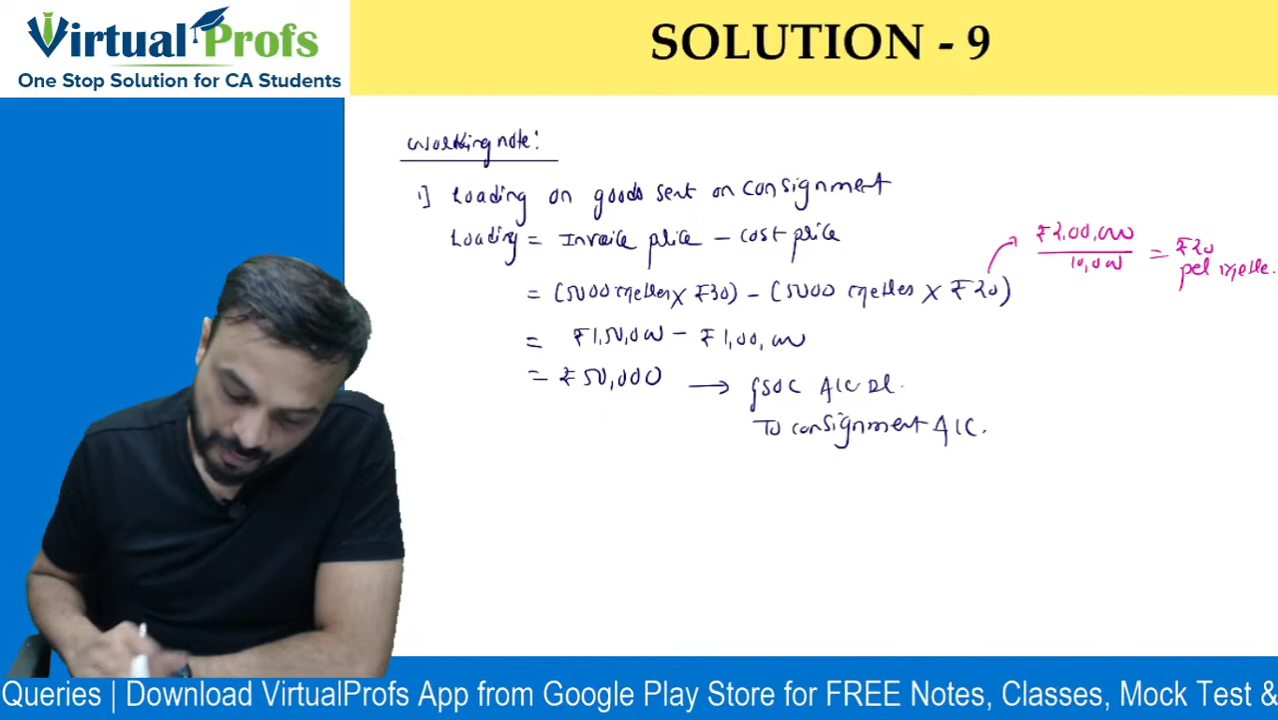 Virtual Profs
One Stop Solution for CA Students
SOLUTION - 9
Working note:
1] Loading on goods sent on consignment
Loading = Invoice price - cost price
= (5000 metres x ₹30) - (5000 metres x ₹20)
₹2,00,000
10,000
= ₹20
per metre.
= ₹1,50,000 - ₹1,00,000
= ₹50,000 → GSOC A/C Dr.
To consignment A/C.
Queries | Download VirtualProfs App from Google Play Store for FREE Notes, Classes, Mock Test &